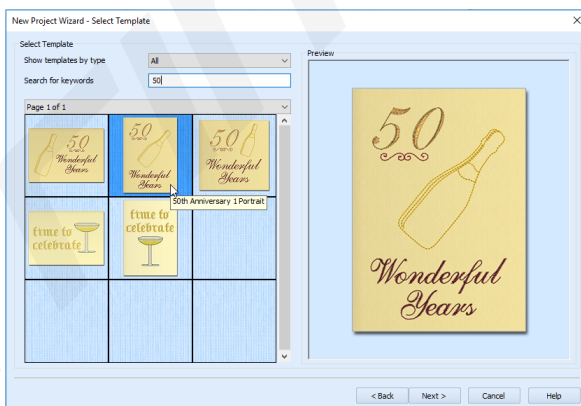 New Project Wizard - Select Template
Select Template
Show templates by type
All
Search for keywords
50
Page 1 of 1
50
Wonderful
Years
50
Wonderful
Years
50
Wonderful
Years
50th Anniversary 1 Portrait
time to
celebrate
time to
celebrate
Preview
50
Wonderful
Years
< Back
Next >
Cancel
Help